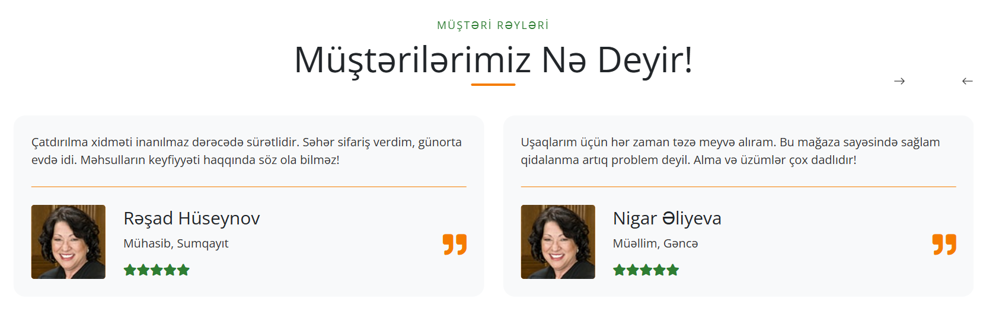 MÜŞTƏRİ RƏYLƏRİ
Müştərilərimiz Nə Deyir!
Çatdırılma xidməti inanılmaz dərəcədə sürətlidir. Səhər sifariş verdim, günorta
evdə idi. Məhsulların keyfiyyəti haqqında söz ola bilməz!
Rəşad Hüseynov
Mühasib, Sumqayıt
Uşaqlarım üçün hər zaman təzə meyvə alıram. Bu mağaza sayəsində sağlam
qidalanma artıq problem deyil. Alma və üzümlər çox dadlıdır!
Nigar Əliyeva
Müəllim, Gəncə